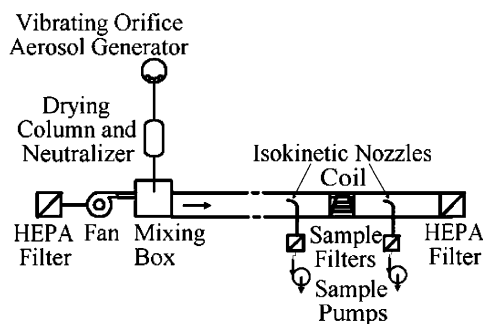 Vibrating Orifice
Aerosol Generator
Drying
Column and
Neutralizer
Isokinetic Nozzles
Coil
HEPA
Filter
Fan
Mixing
Box
Sample
Filters
HEPA
Filter
Sample
Pumps